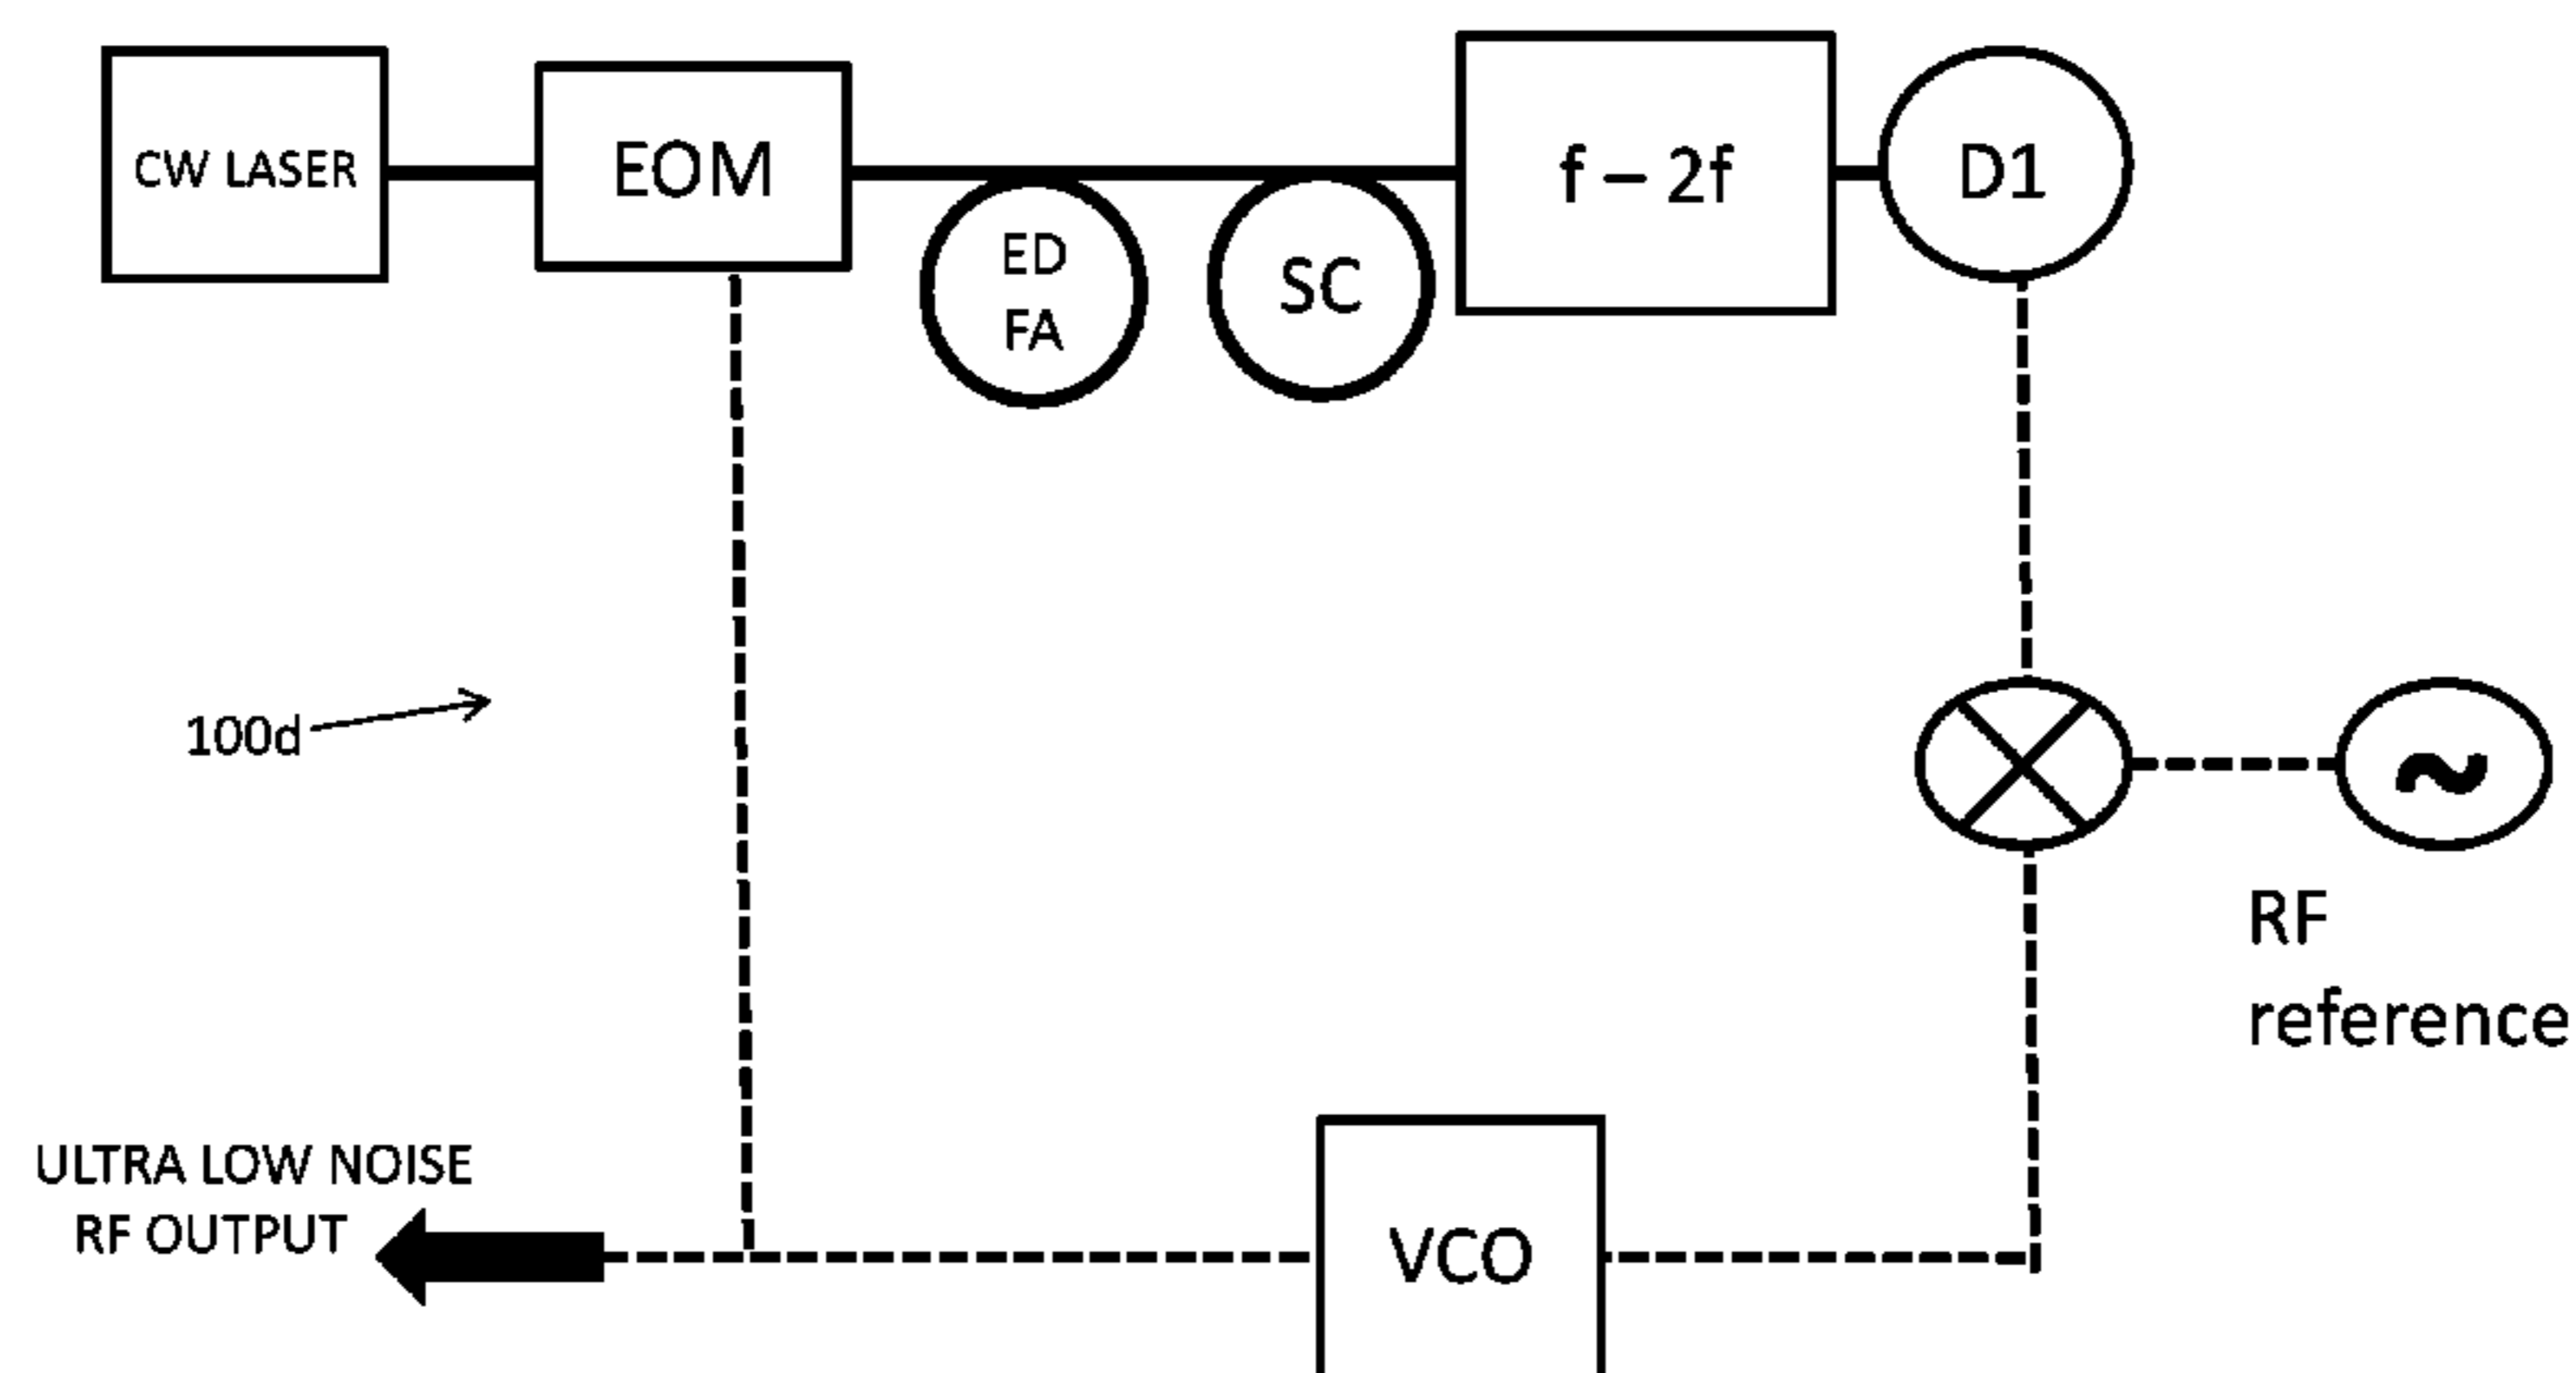 CW LASER
EOM
ED
FA
SC
f – 2f
D1
100d
~
RF
reference
ULTRA LOW NOISE
RF OUTPUT
VCO